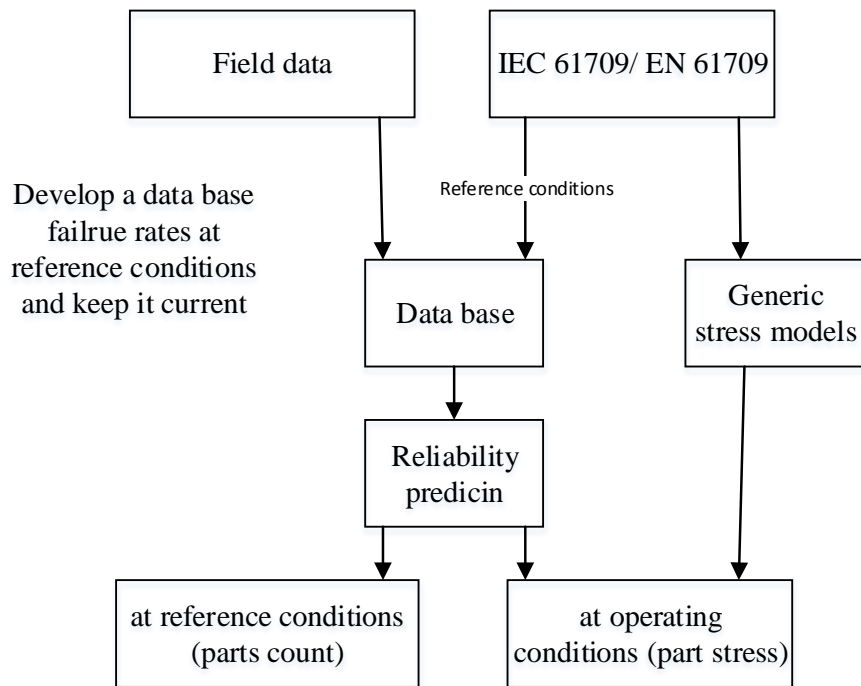 Field data
IEC 61709/ EN 61709
Develop a data base
failrue rates at
reference conditions
and keep it current
Reference conditions
Data base
Generic
stress models
Reliability
predicin
at reference conditions
(parts count)
at operating
conditions (part stress)